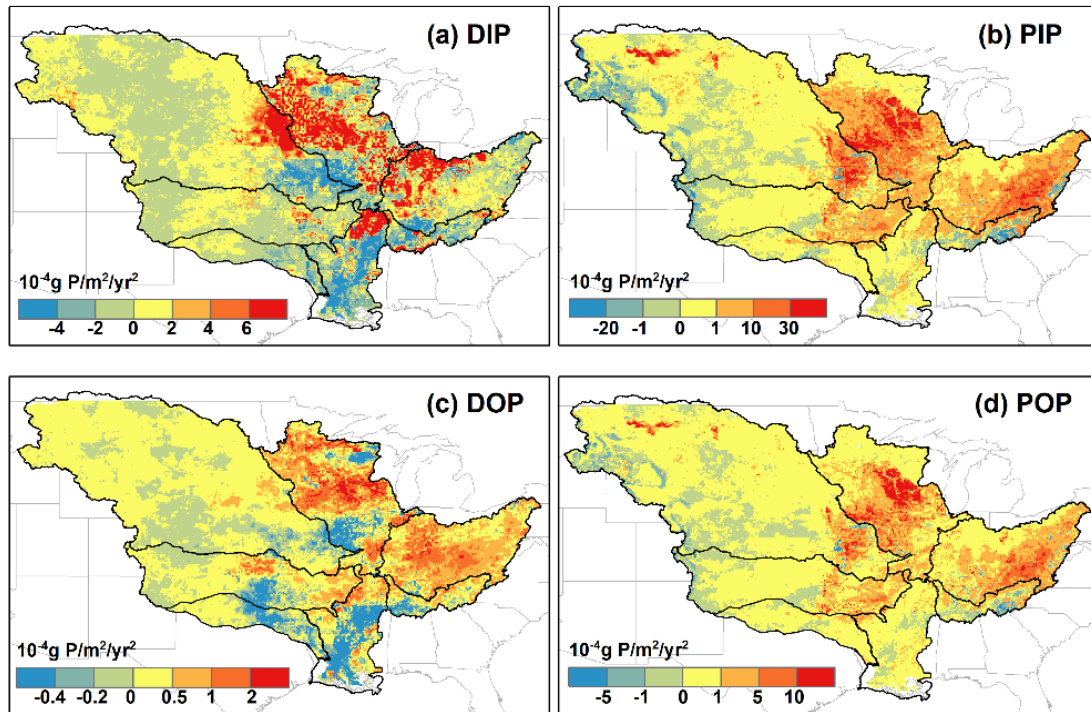 (a) DIP
10⁻⁴g P/m²/yr²
-4 -2 0 2 4 6
(b) PIP
10⁻⁴g P/m²/yr²
-20 -1 0 1 10 30
(c) DOP
10⁻⁴g P/m²/yr²
-0.4 -0.2 0 0.5 1 2
(d) POP
10⁻⁴g P/m²/yr²
-5 -1 0 1 5 10